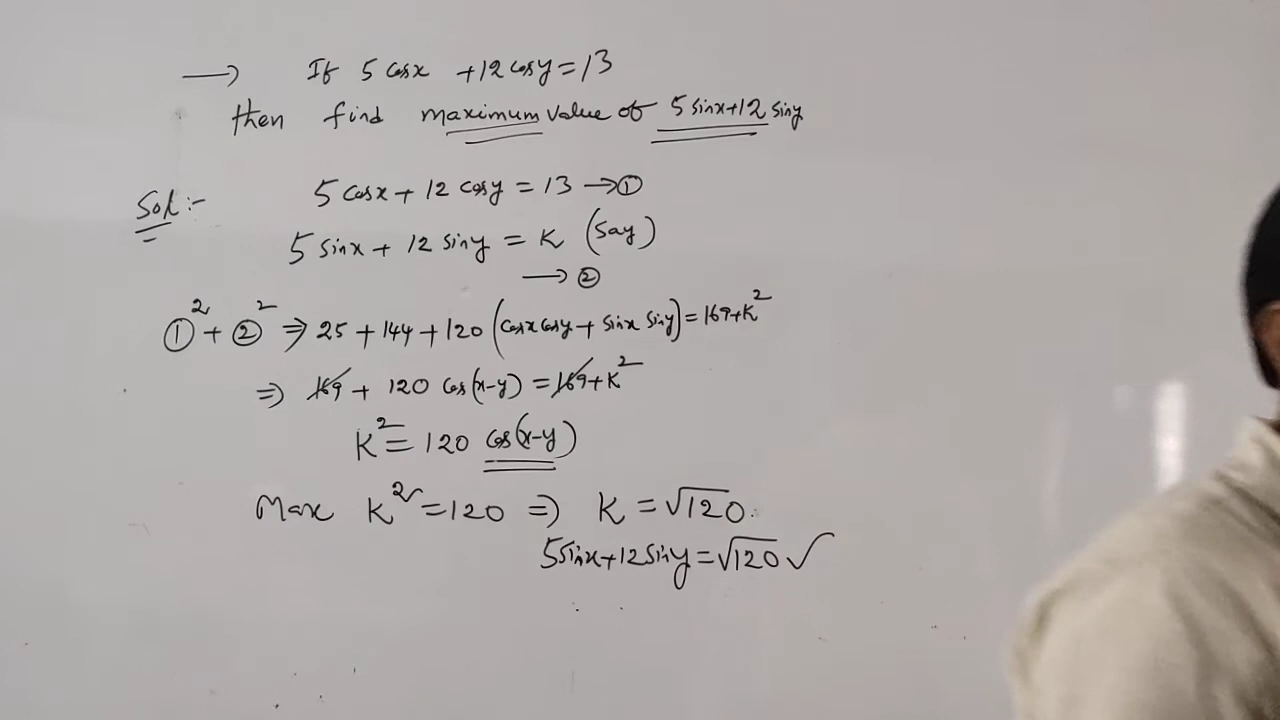 → If 5 cosx + 12 cosy = 13
then find maximum value of 5 sinx + 12 siny
Sol :- 5 cosx + 12 cosy = 13 → ①
5 sinx + 12 siny = K (say)
→ ②
①² + ②² ⇒ 25 + 144 + 120 (cosx cosy + sinx siny) = 169 + K²
⇒ 169 + 120 cos(x-y) = 169 + K²
K² = 120 cos(x-y)
Max K² = 120 ⇒ K = √120.
5sinx + 12 siny = √120 ✓